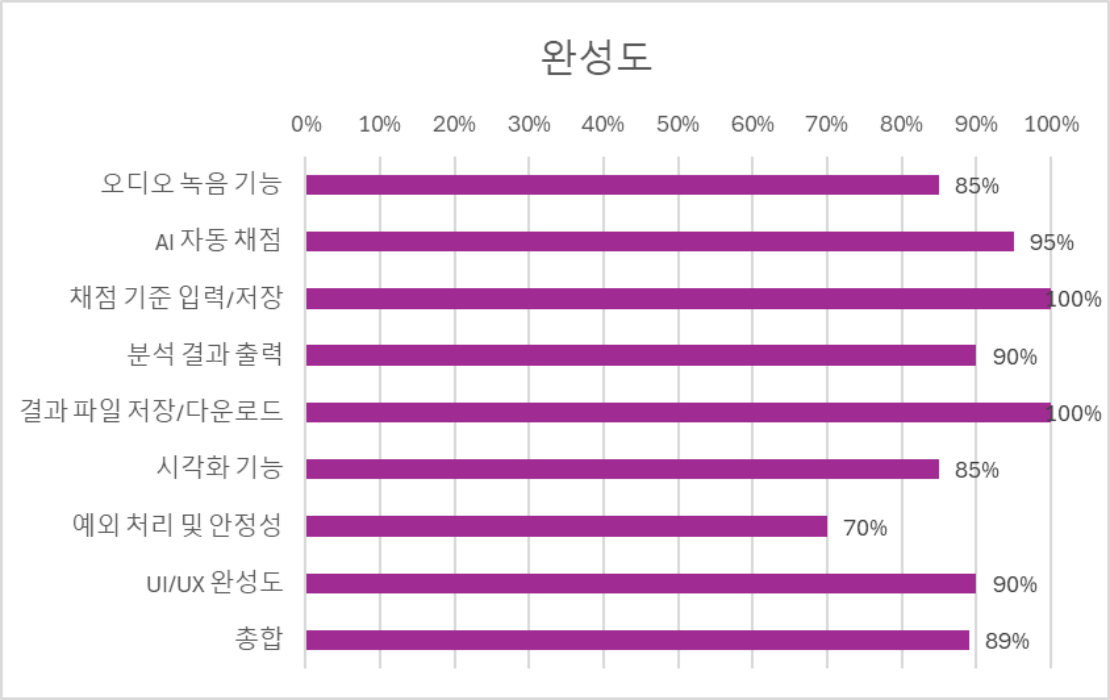 완성도
0% 10% 20% 30% 40% 50% 60% 70% 80% 90% 100%
오디오 녹음 기능 85%
AI 자동 채점 95%
채점 기준 입력/저장 100%
분석 결과 출력 90%
결과 파일 저장/다운로드 100%
시각화 기능 85%
예외 처리 및 안정성 70%
UI/UX 완성도 90%
총합 89%